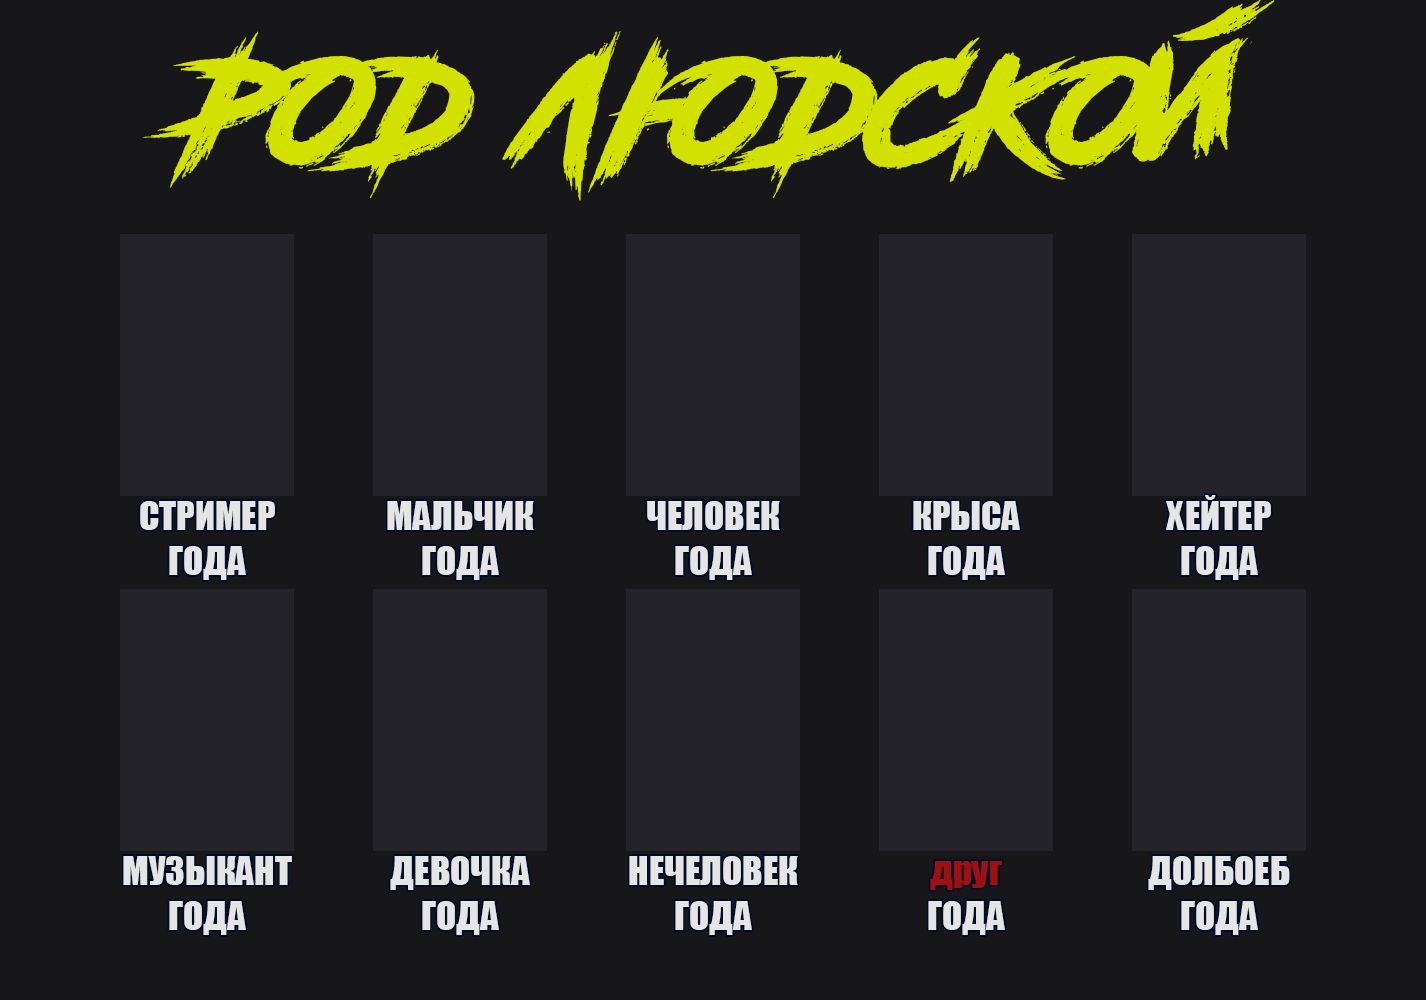 РОД ЛЮДСКОЙ
СТРИМЕР МАЛЬЧИК ЧЕЛОВЕК КРЫСА ХЕЙТЕР
ГОДА ГОДА ГОДА ГОДА ГОДА
МУЗЫКАНТ ДЕВОЧКА НЕЧЕЛОВЕК друг ДОЛБОЕБ
ГОДА ГОДА ГОДА ГОДА ГОДА